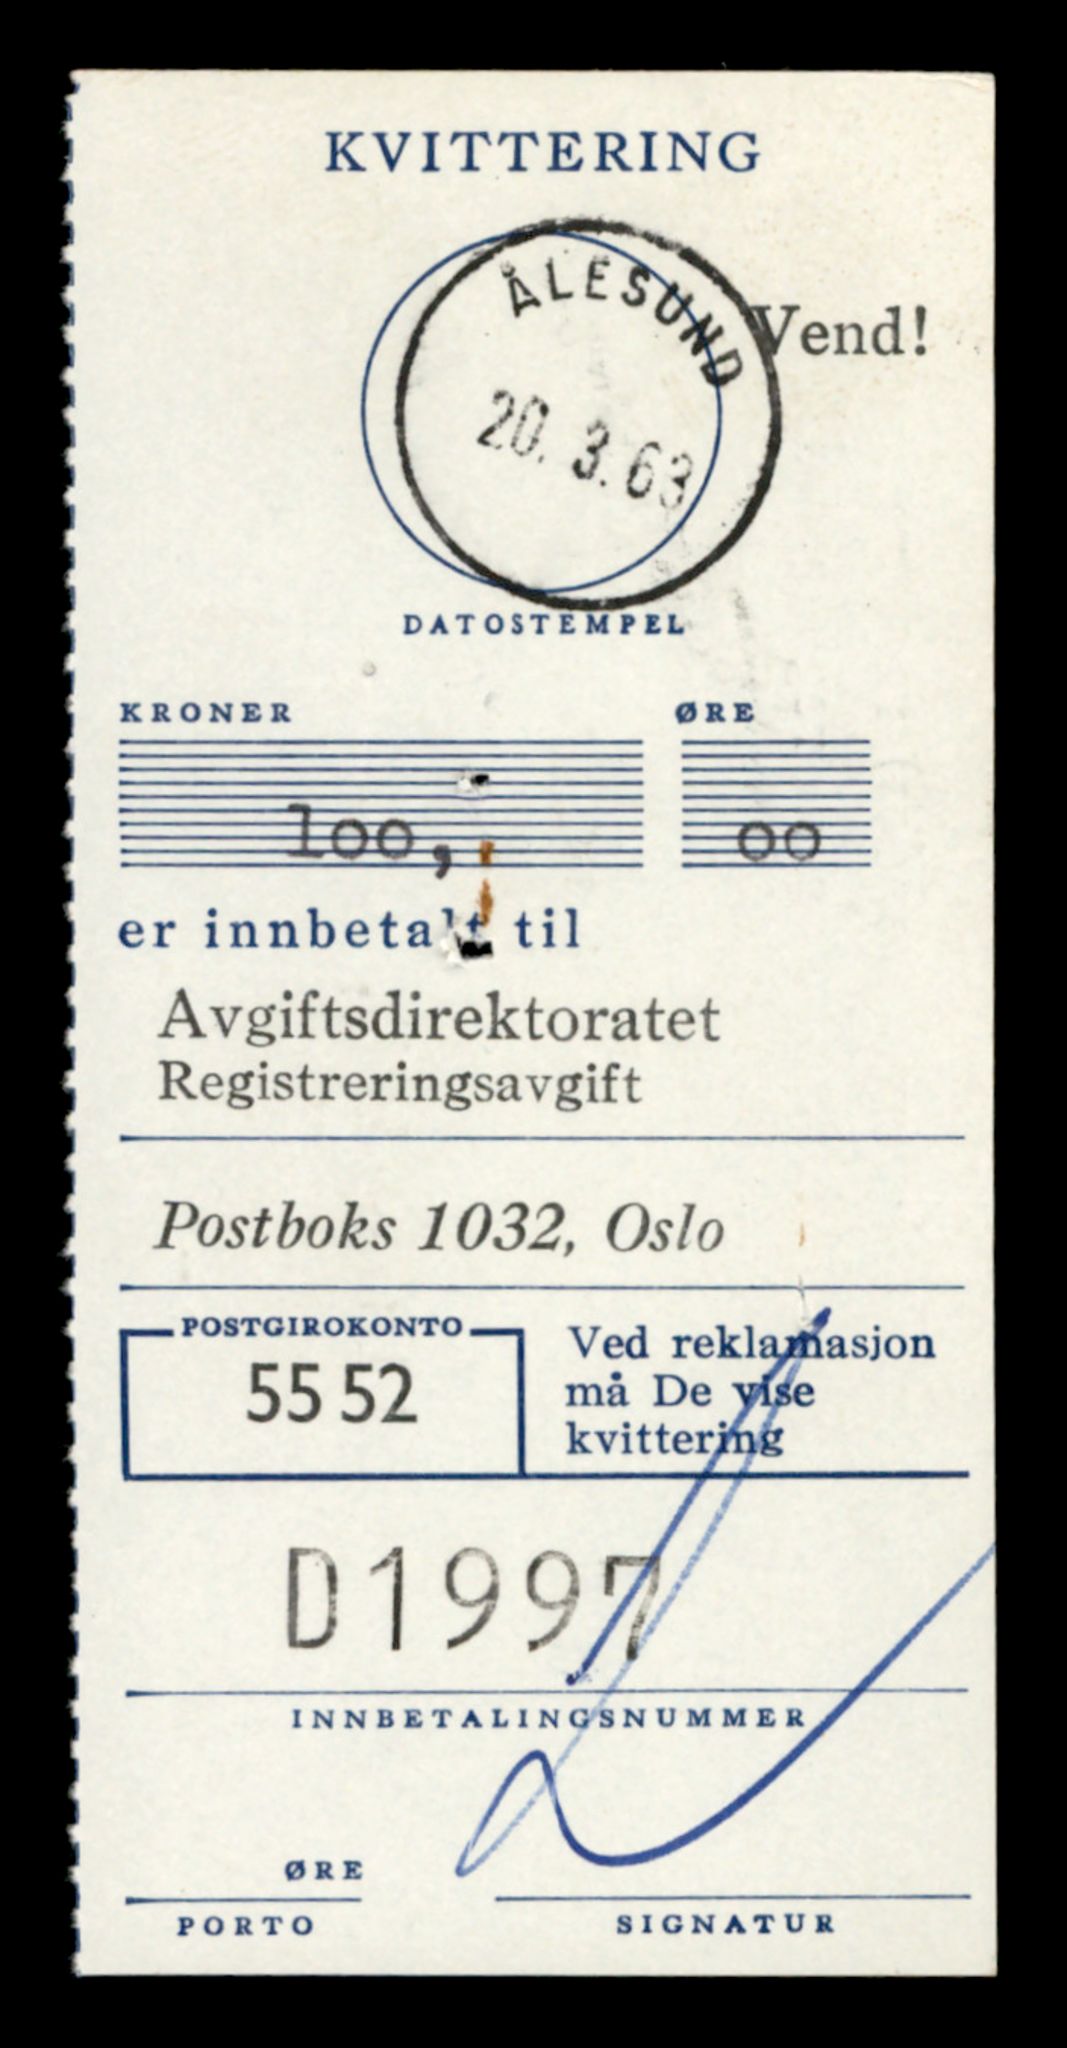 KVITTERING
ÅLESUND
Vend!
20. 3. 63
DATOSTEMPEL
KRONER ØRE
100, 00
er innbetalt til
Avgiftsdirektoratet
Registreringsavgift
Postboks 1032, Oslo
POSTGIROKONTO
55 52
Ved reklamasjon
må De vise
kvittering
D1997
INNBETALINGSNUMMER
ØRE
PORTO SIGNATUR